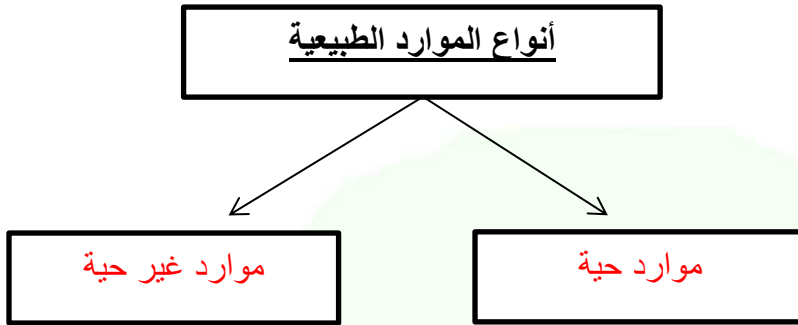 أنواع الموارد الطبيعية
موارد حية
موارد غير حية